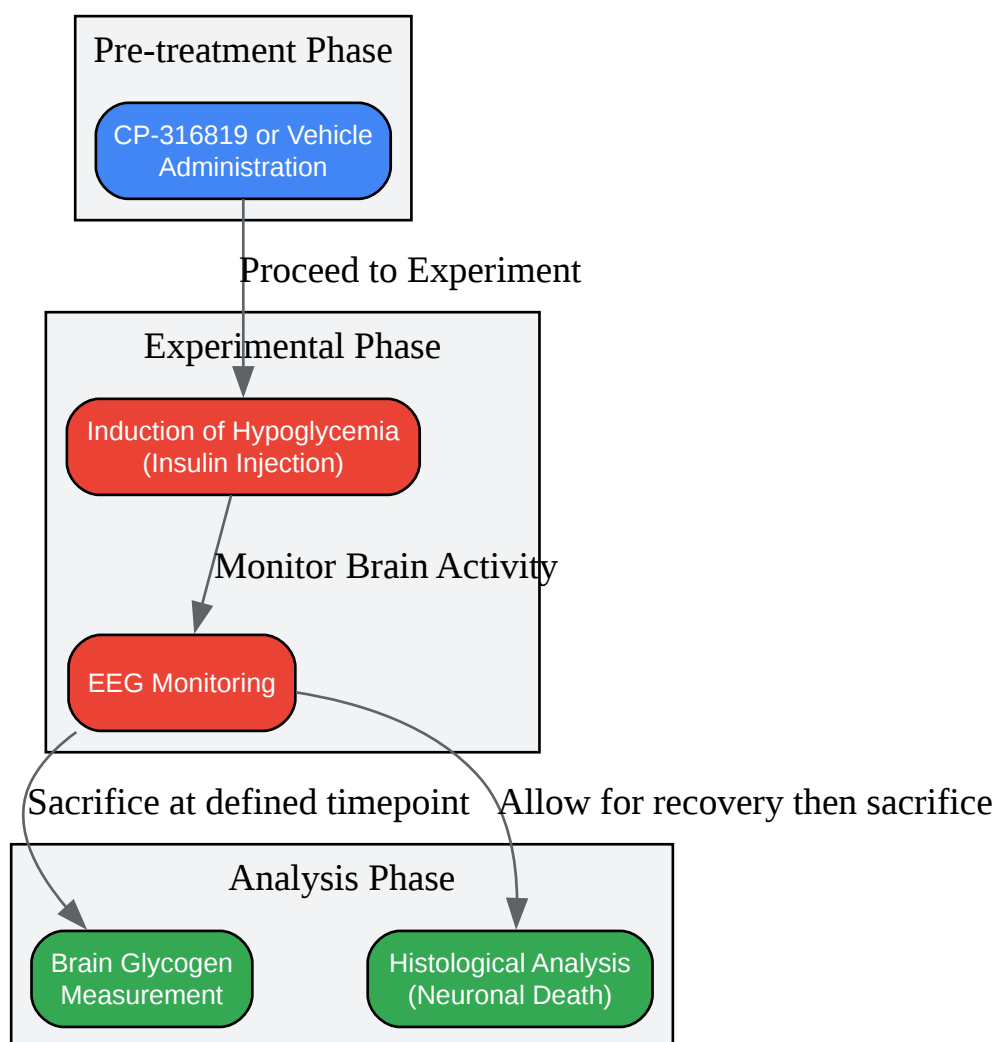 Pre-treatment Phase
CP-316819 or Vehicle
Administration
Proceed to Experiment
Experimental Phase
Induction of Hypoglycemia
(Insulin Injection)
Monitor Brain Activity
EEG Monitoring
Sacrifice at defined timepoint
Allow for recovery then sacrifice
Analysis Phase
Brain Glycogen
Measurement
Histological Analysis
(Neuronal Death)